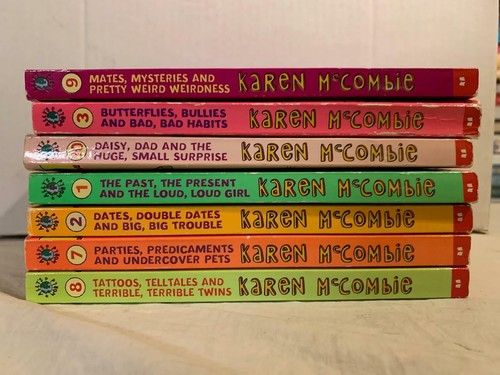 9
MATES, MYSTERIES AND
PRETTY WEIRD WEIRDNESS
KAREN McCOMBIE
3
BUTTERFLIES, BULLIES
AND BAD, BAD HABITS
KAREN McCOMBIE
10
DAISY, DAD AND THE
HUGE, SMALL SURPRISE
KAREN McCOMBIE
1
THE PAST, THE PRESENT
AND THE LOUD, LOUD GIRL
KAREN McCOMBIE
2
DATES, DOUBLE DATES
AND BIG, BIG TROUBLE
KAREN McCOMBIE
7
PARTIES, PREDICAMENTS
AND UNDERCOVER PETS
KAREN McCOMBIE
8
TATTOOS, TELLTALES AND
TERRIBLE, TERRIBLE TWINS
KAREN McCOMBIE